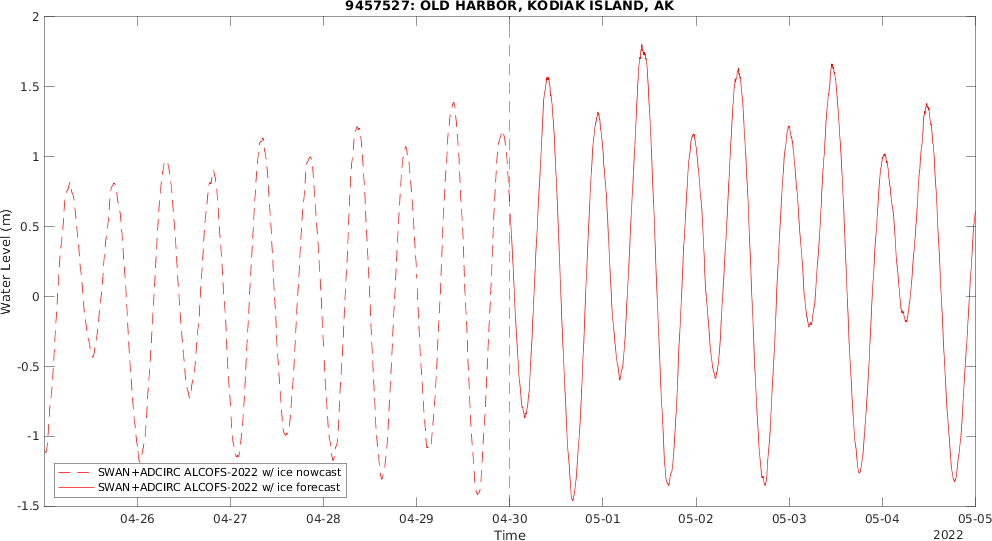 9457527: OLD HARBOR, KODIAK ISLAND, AK
2
1.5
1
0.5
0
-0.5
-1
-1.5
Water Level (m)
SWAN+ADCIRC ALCOFS-2022 w/ ice nowcast
SWAN+ADCIRC ALCOFS-2022 w/ ice forecast
04-26 04-27 04-28 04-29 04-30 05-01 05-02 05-03 05-04 05-05
Time
2022